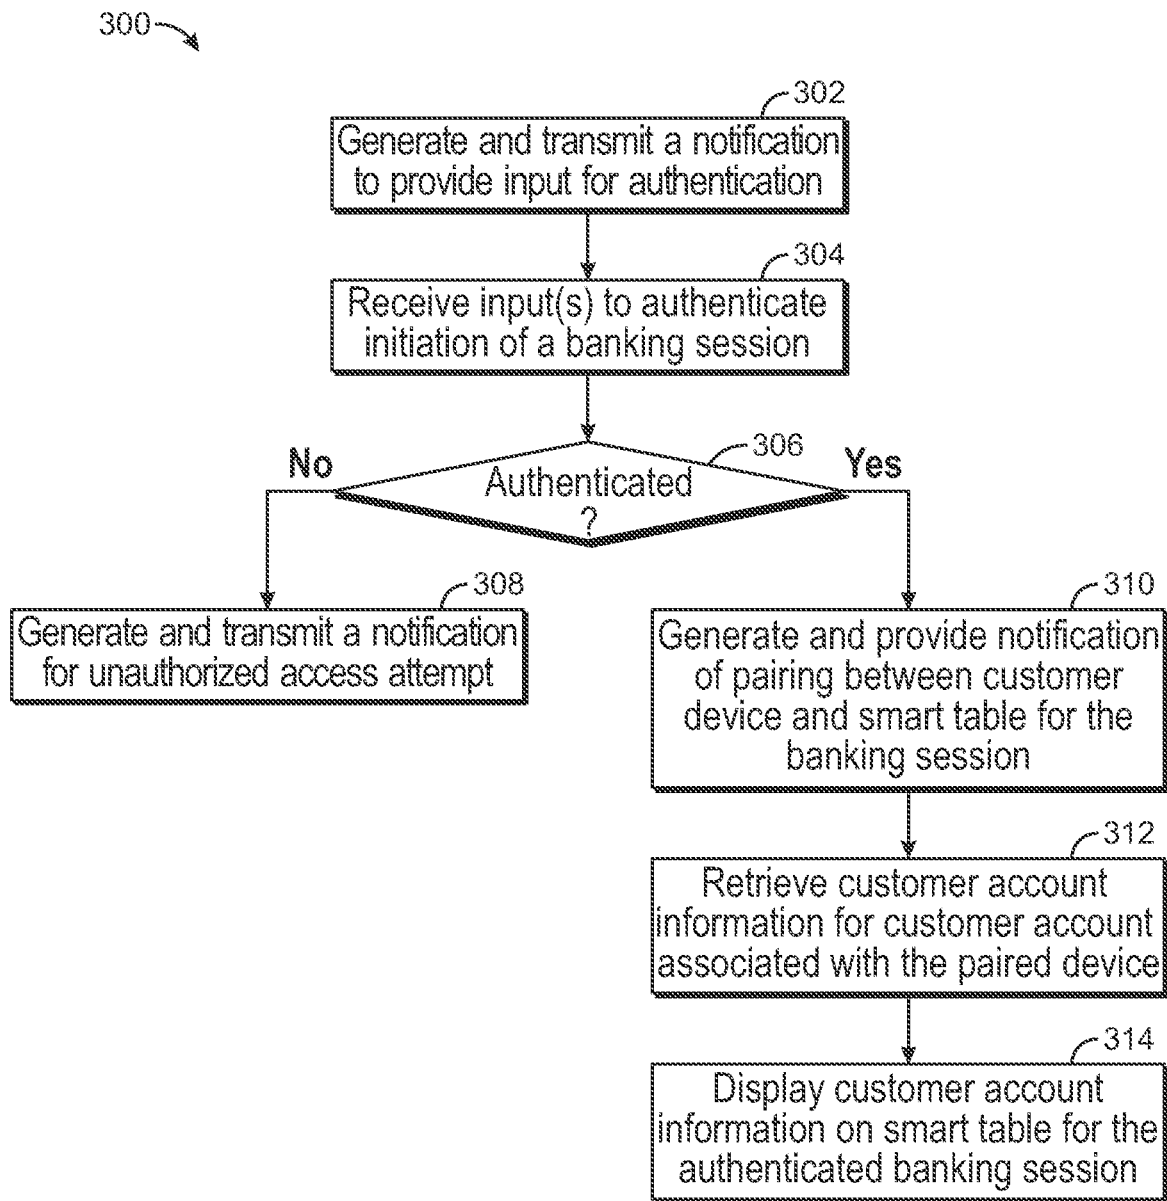 300
302
Generate and transmit a notification
to provide input for authentication
304
Receive input(s) to authenticate
initiation of a banking session
306
No
Authenticated
?
Yes
308
Generate and transmit a notification
for unauthorized access attempt
310
Generate and provide notification
of pairing between customer
device and smart table for the
banking session
312
Retrieve customer account
information for customer account
associated with the paired device
314
Display customer account
information on smart table for the
authenticated banking session